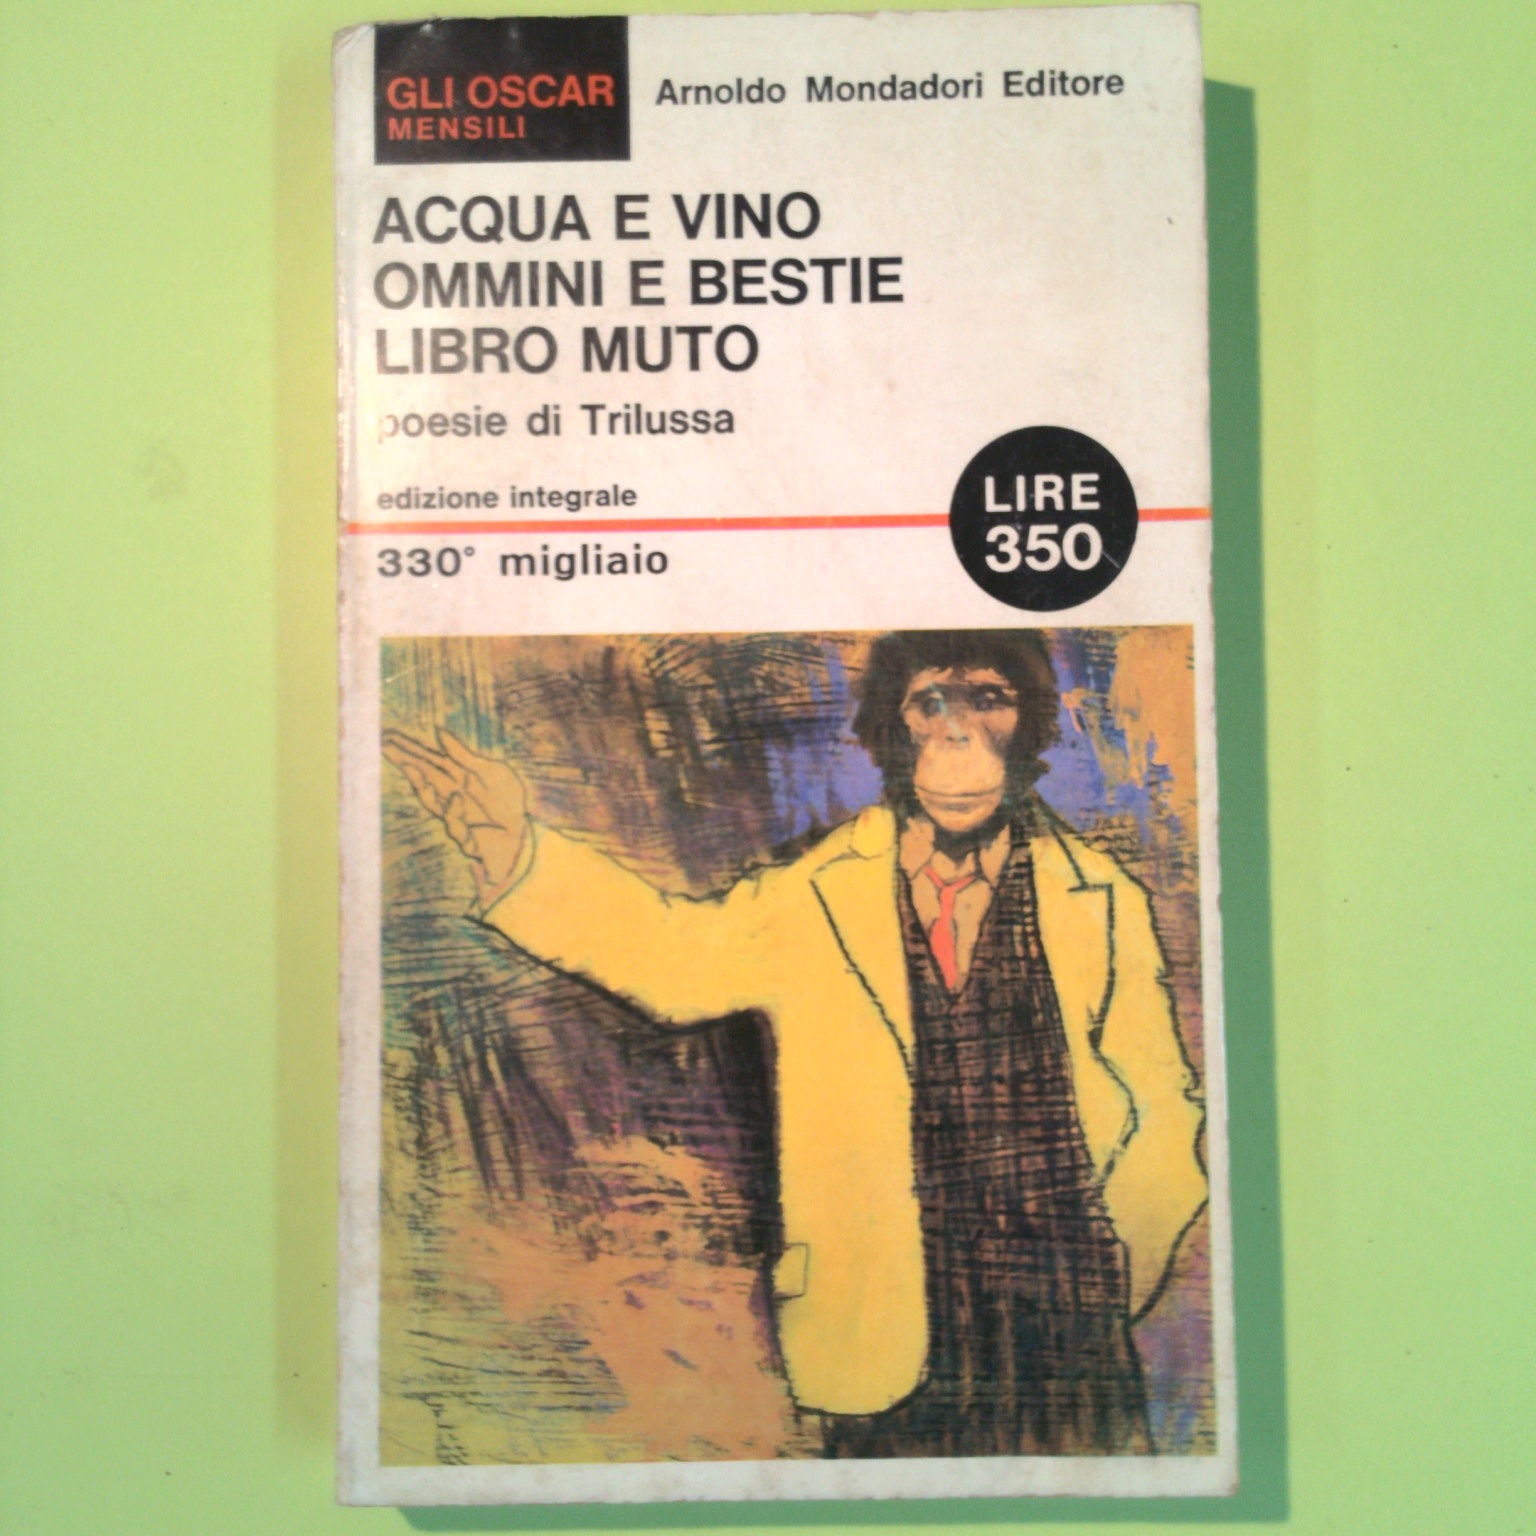 GLI OSCAR
MENSILI
Arnoldo Mondadori Editore
ACQUA E VINO
OMMINI E BESTIE
LIBRO MUTO
poesie di Trilussa
edizione integrale
330° migliaio
LIRE
350